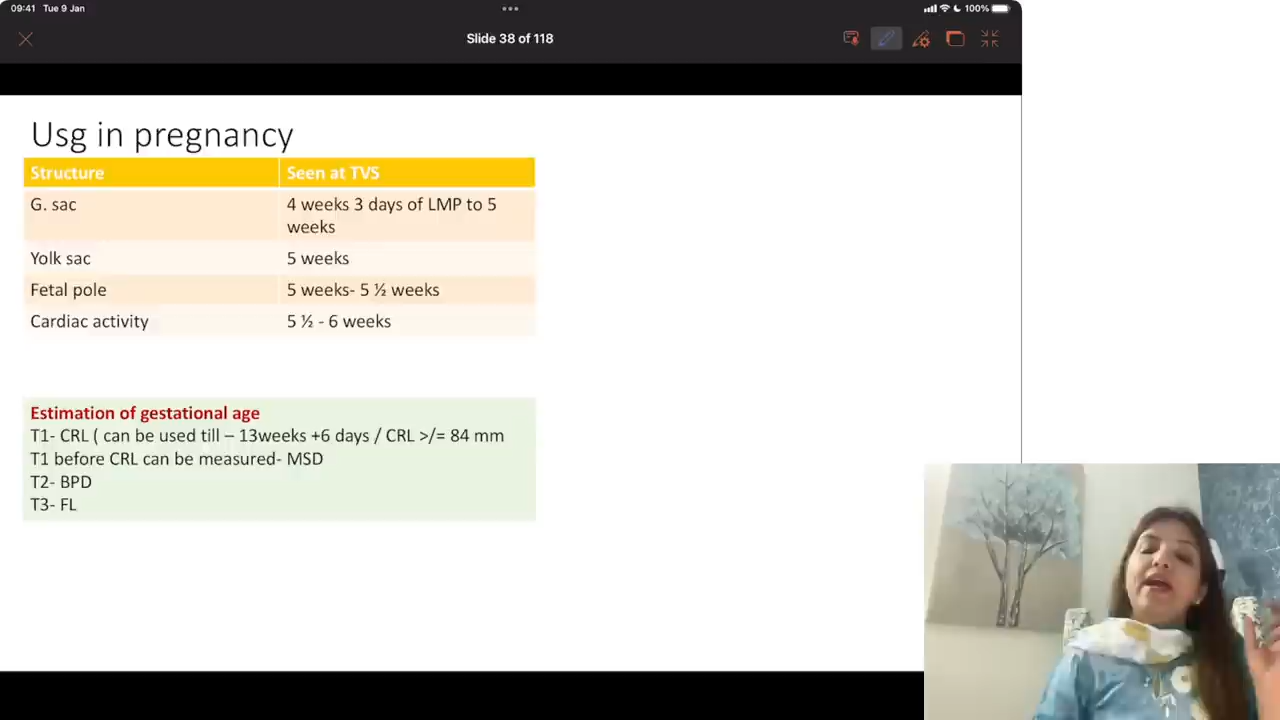 09:41 Tue 9 Jan
100%
Slide 38 of 118
Usg in pregnancy
Structure Seen at TVS
G. sac 4 weeks 3 days of LMP to 5
weeks
Yolk sac 5 weeks
Fetal pole 5 weeks- 5 ½ weeks
Cardiac activity 5 ½ - 6 weeks
Estimation of gestational age
T1- CRL ( can be used till – 13weeks +6 days / CRL >/= 84 mm
T1 before CRL can be measured- MSD
T2- BPD
T3- FL